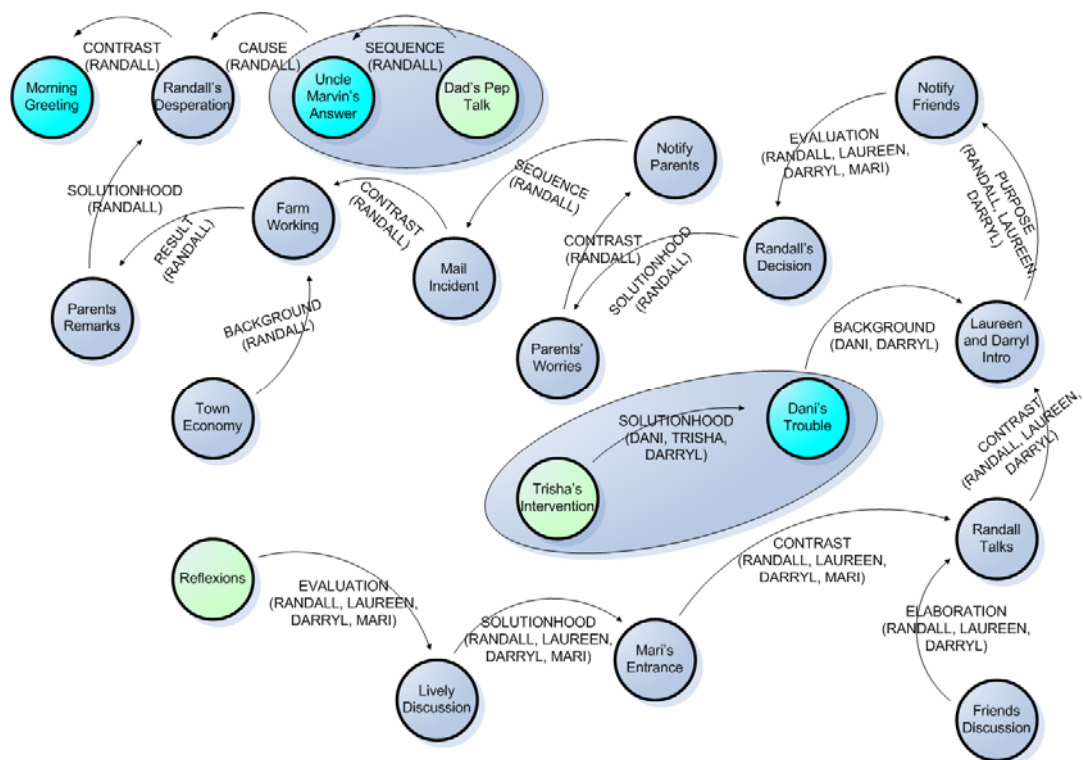 CONTRAST
(RANDALL)
CAUSE
(RANDALL)
SEQUENCE
(RANDALL)
Morning
Greeting
Randall's
Desperation
Uncle
Marvin's
Answer
Dad's Pep
Talk
Notify
Friends
EVALUATION
(RANDALL, LAUREEN,
DARRYL, MARI)
Notify
Parents
SOLUTIONHOOD
(RANDALL)
SEQUENCE
(RANDALL)
PURPOSE
(RANDALL, LAUREEN,
DARRYL)
Farm
Working
CONTRAST
(RANDALL)
RESULT
(RANDALL)
CONTRAST
(RANDALL)
SOLUTIONHOOD
(RANDALL)
Randall's
Decision
Mail
Incident
Parents
Remarks
BACKGROUND
(RANDALL)
Parents'
Worries
BACKGROUND
(DANI, DARRYL)
Laureen
and Darryl
Intro
Town
Economy
SOLUTIONHOOD
(DANI, TRISHA,
DARRYL)
Dani's
Trouble
CONTRAST
(RANDALL, LAUREEN,
DARRYL)
Trisha's
Intervention
Randall
Talks
CONTRAST
(RANDALL, LAUREEN,
DARRYL, MARI)
Reflexions
EVALUATION
(RANDALL, LAUREEN,
DARRYL, MARI)
SOLUTIONHOOD
(RANDALL, LAUREEN,
DARRYL, MARI)
ELABORATION
(RANDALL, LAUREEN,
DARRYL)
Mari's
Entrance
Lively
Discussion
Friends
Discussion